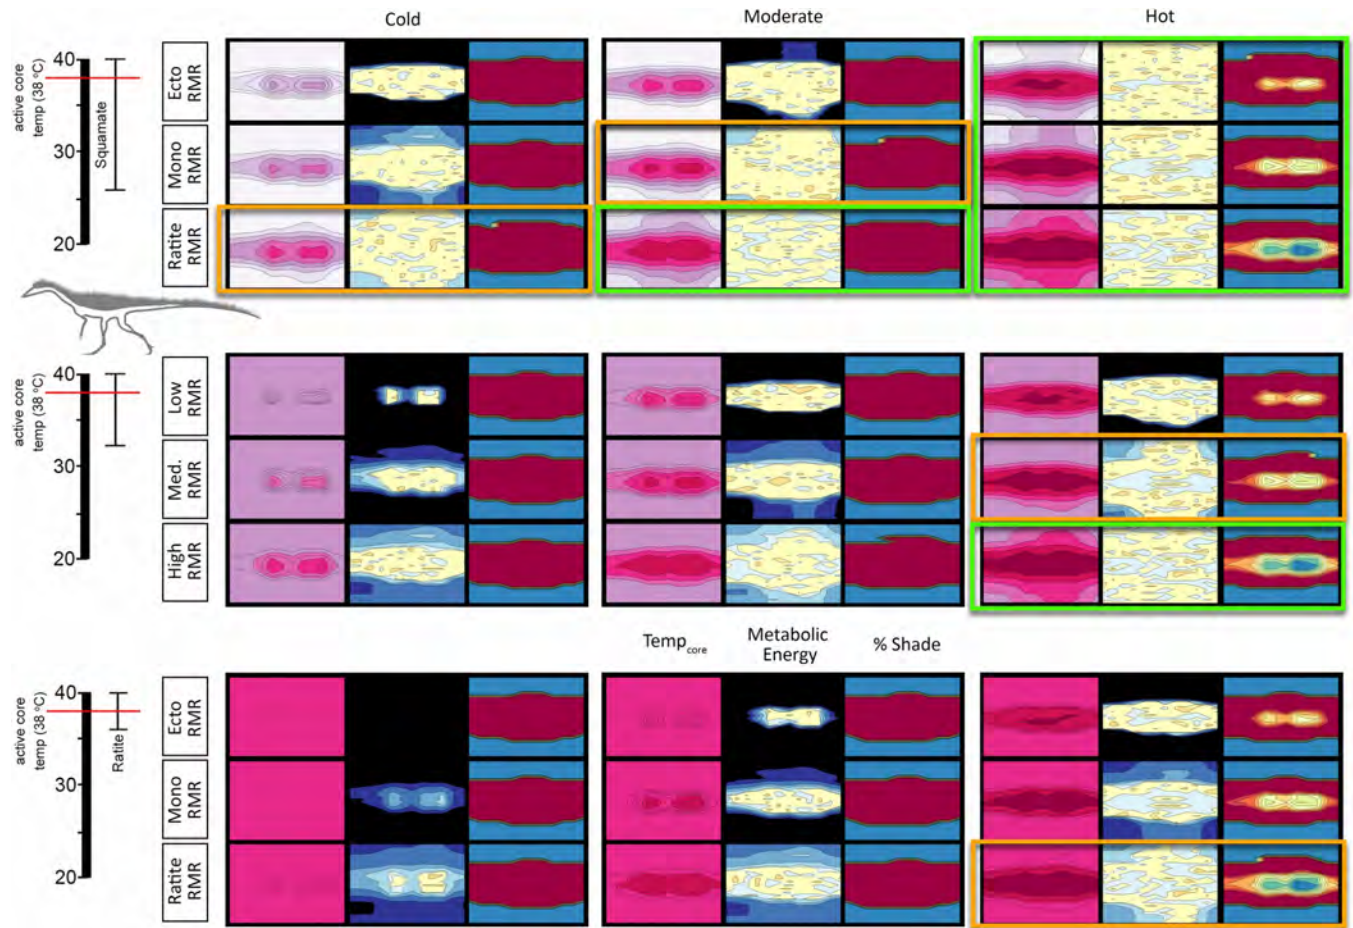 Cold
Moderate
Hot
active core
temp (38 °C)
40
30
20
Squamate
Ecto
RMR
Mono
RMR
Ratite
RMR
active core
temp (38 °C)
40
30
20
Low
RMR
Med.
RMR
High
RMR
Temp core
Metabolic
Energy
% Shade
active core
temp (38 °C)
40
30
20
Ratite
Ecto
RMR
Mono
RMR
Ratite
RMR